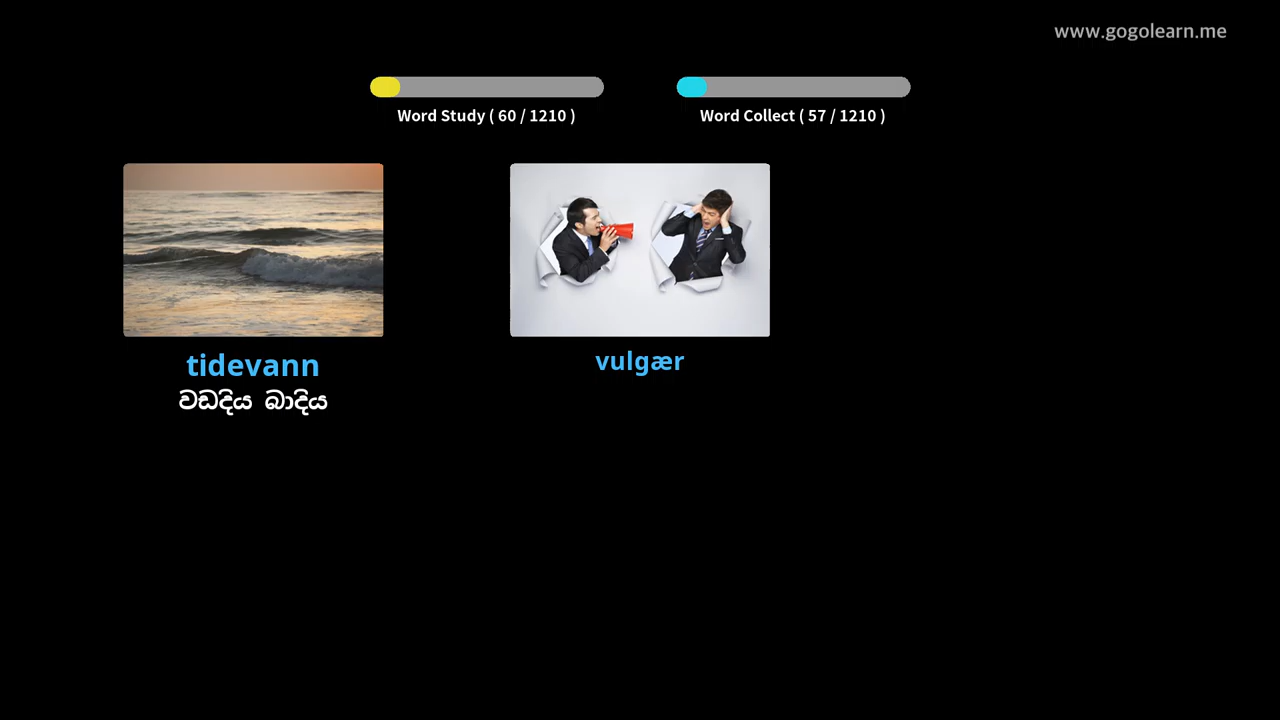 www.gogolearn.me
Word Study ( 60 / 1210 )
Word Collect ( 57 / 1210 )
tidevann
වඩදිය බාදිය
vulgær